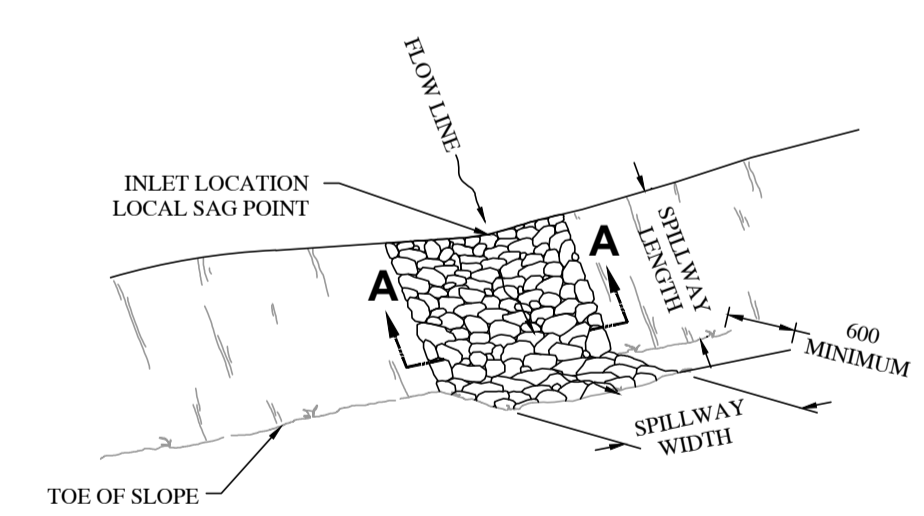 FLOW LINE
INLET LOCATION
LOCAL SAG POINT
A
A
SPILLWAY
LENGTH
600
MINIMUM
SPILLWAY
WIDTH
TOE OF SLOPE